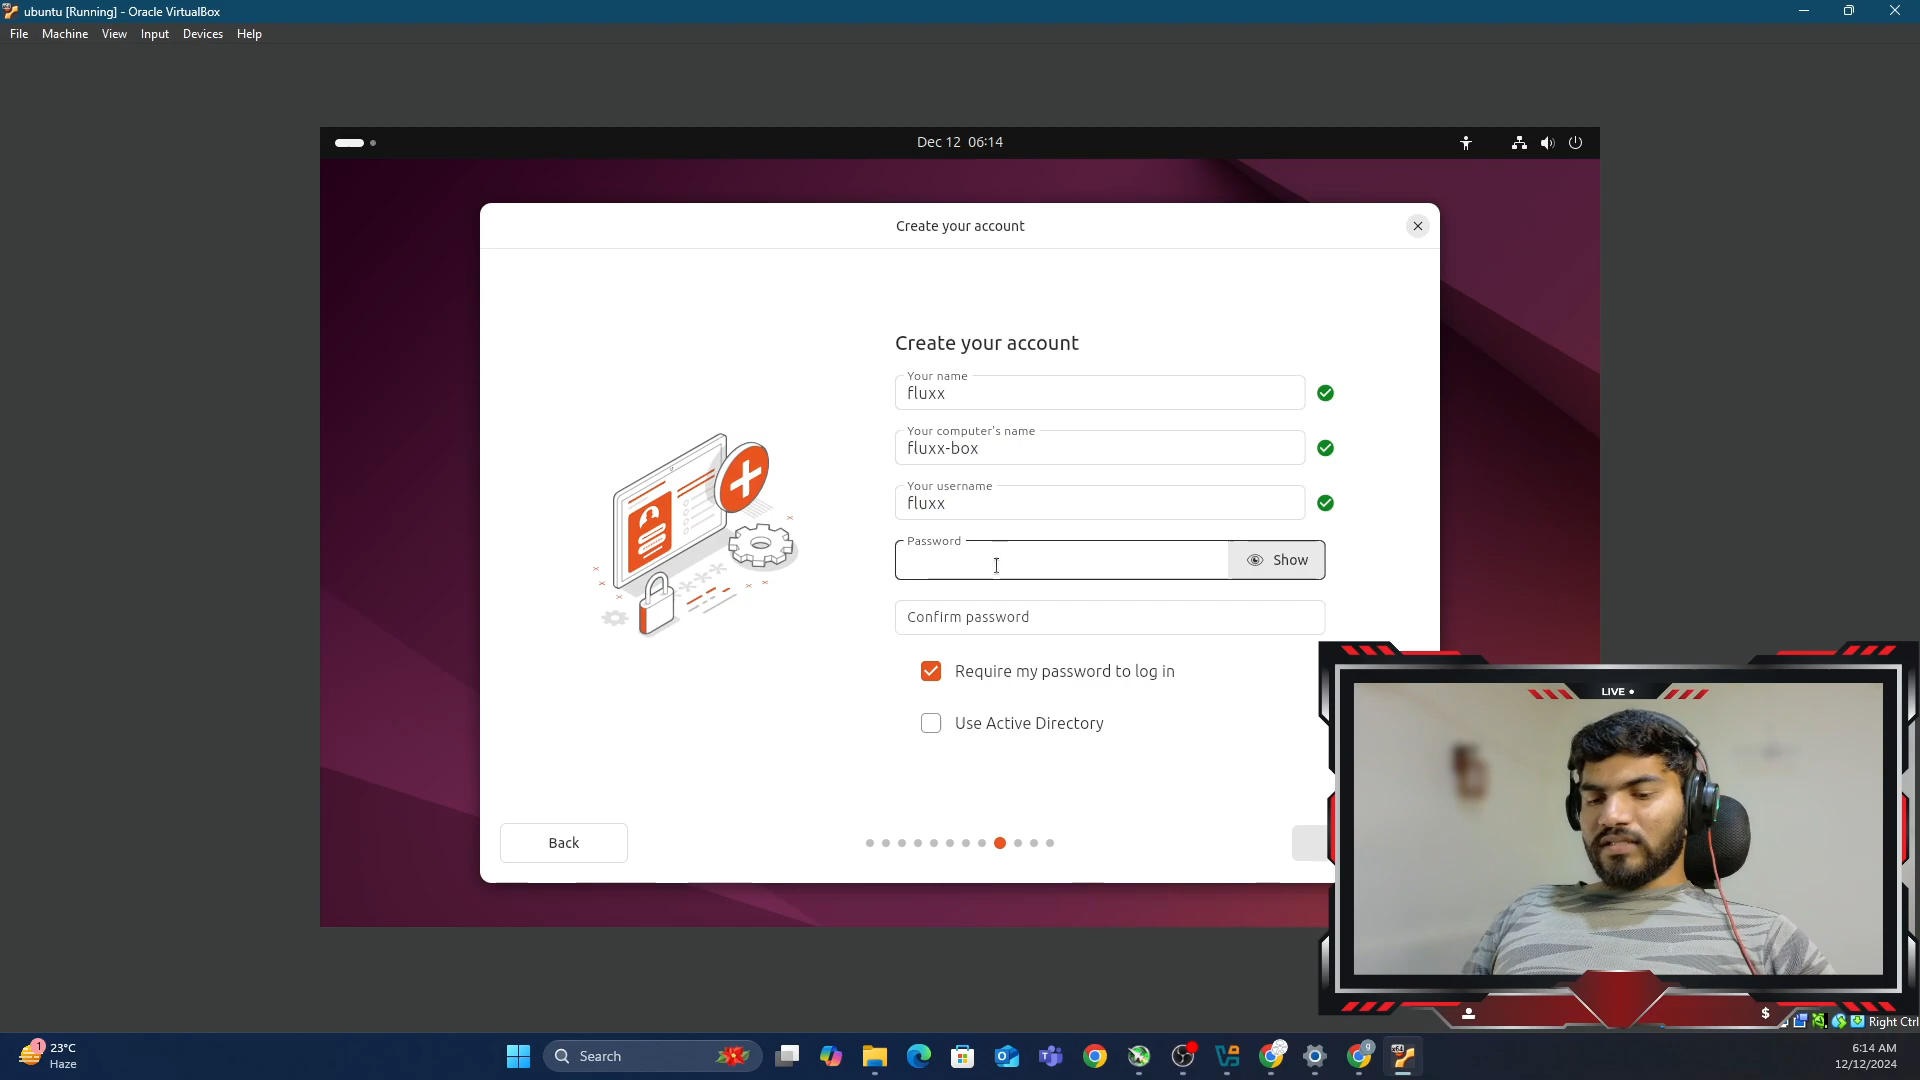 ubuntu [Running] - Oracle VirtualBox
File Machine View Input Devices Help
Dec 12 06:14
Create your account
Create your account
Your name
fluxx
Your computer's name
fluxx-box
Your username
fluxx
Password
Show
Confirm password
Require my password to log in
Use Active Directory
Back
LIVE
$
Right Ctrl
1
23°C
Haze
Search
6:14 AM
12/12/2024